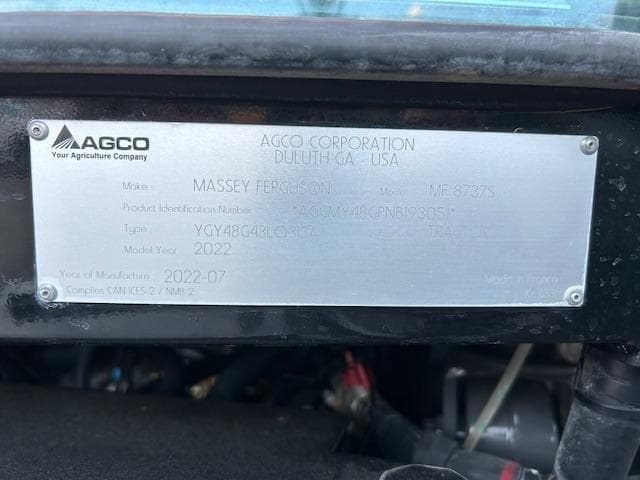 AGCO
Your Agriculture Company
AGCO CORPORATION
DULUTH GA - USA
Make MASSEY FERGUSON Model MF 8737S
Product Identification Number
Type TRACTOR
Model Year 2022
Year of Manufacture 2022-07
Complies CAN ICES-2 / NMB-2
Made in France